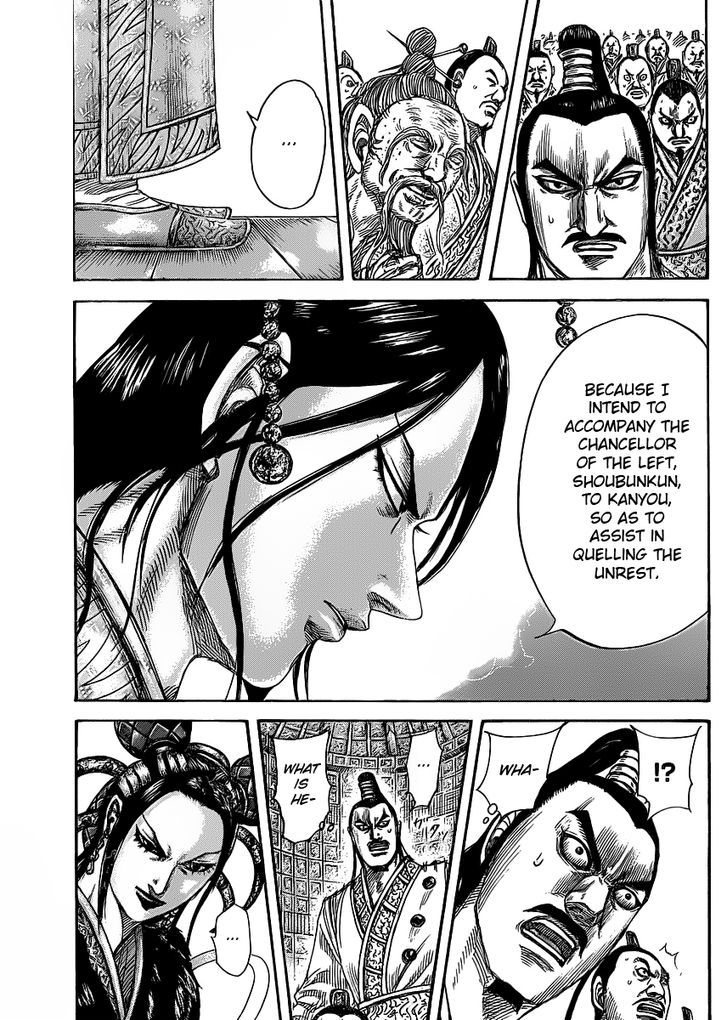 ...
BECAUSE I
INTEND TO
ACCOMPANY THE
CHANCELLOR
OF THE LEFT,
SHOUBUNKUN,
TO KANYOU,
SO AS TO
ASSIST IN
QUELLING THE
UNREST.
!?
WHA-
...
WHAT
IS
HE-
...